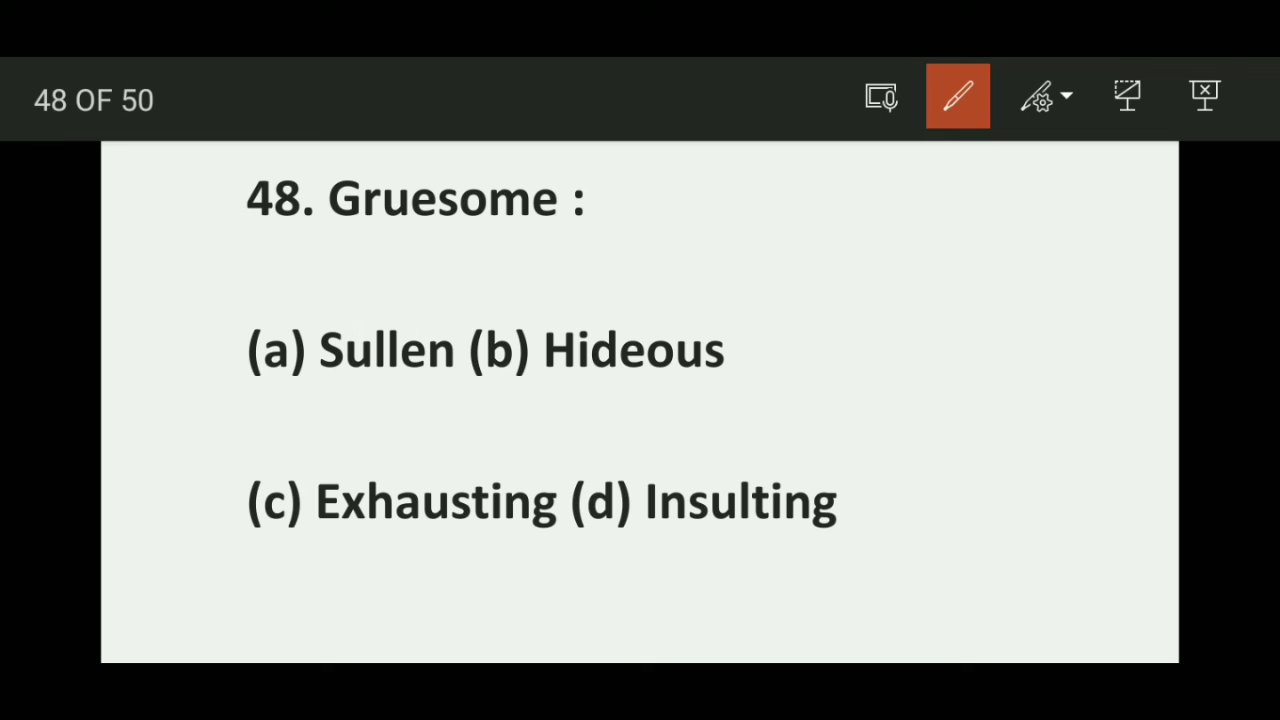 48 OF 50
48. Gruesome :
(a) Sullen (b) Hideous
(c) Exhausting (d) Insulting